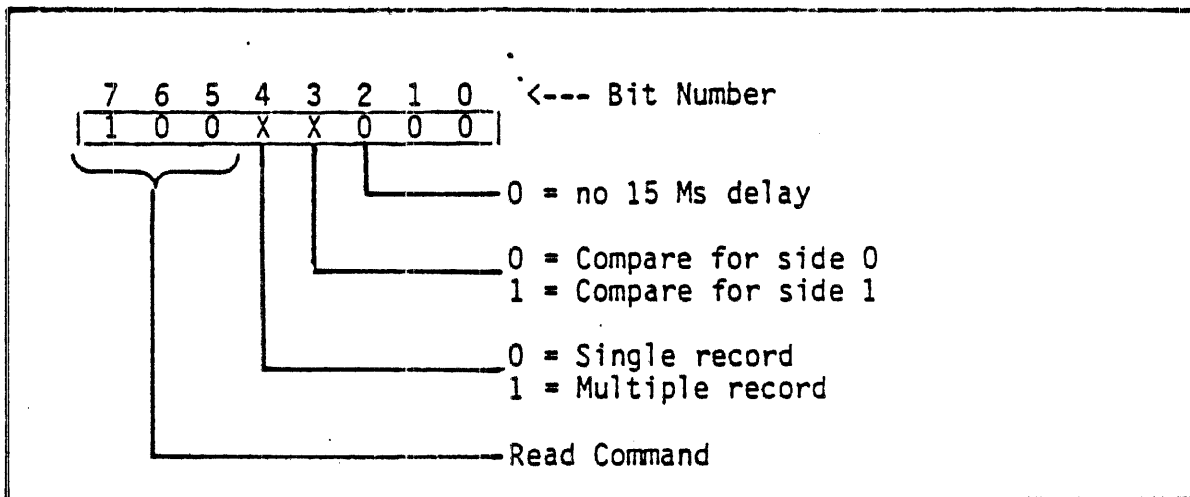 7 6 5 4 3 2 1 0 <--- Bit Number
1 0 0 X X 0 0 0
0 = no 15 Ms delay
0 = Compare for side 0
1 = Compare for side 1
0 = Single record
1 = Multiple record
Read Command